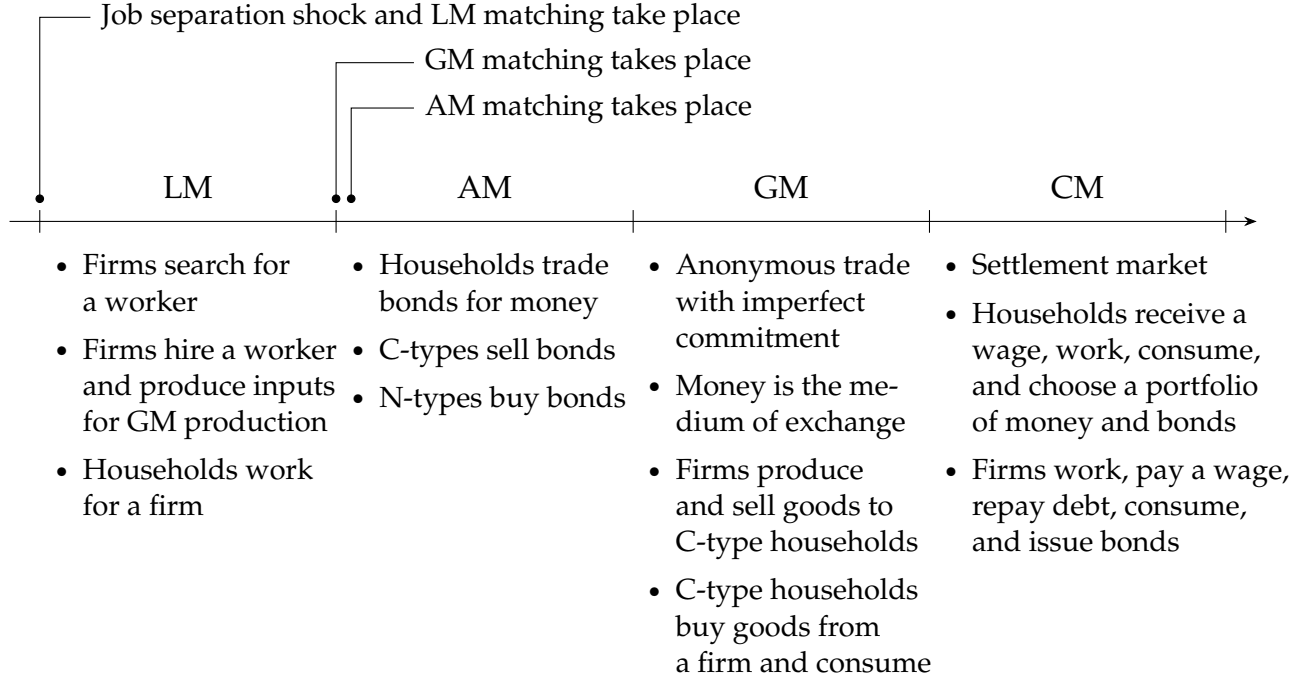 Job separation shock and LM matching take place
GM matching takes place
AM matching takes place
LM
AM
GM
CM
• Firms search for
a worker
• Firms hire a worker
and produce inputs
for GM production
• Households work
for a firm
• Households trade
bonds for money
• C-types sell bonds
• N-types buy bonds
• Anonymous trade
with imperfect
commitment
• Money is the me-
dium of exchange
• Firms produce
and sell goods to
C-type households
• C-type households
buy goods from
a firm and consume
• Settlement market
• Households receive a
wage, work, consume,
and choose a portfolio
of money and bonds
• Firms work, pay a wage,
repay debt, consume,
and issue bonds